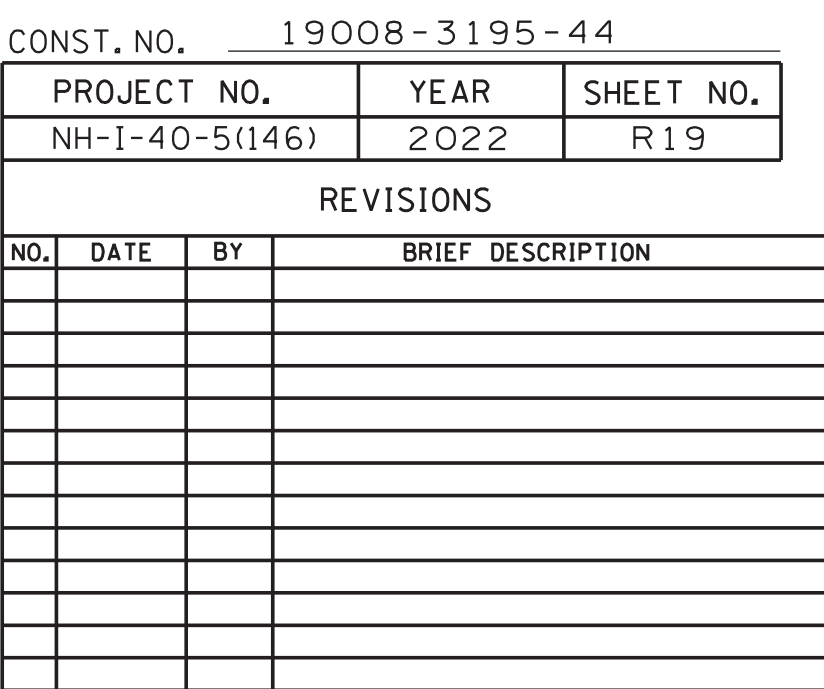 CONST. NO. 19008-3195-44
PROJECT NO. YEAR SHEET NO.
NH-I-40-5(146) 2022 R19
REVISIONS
NO. DATE BY BRIEF DESCRIPTION